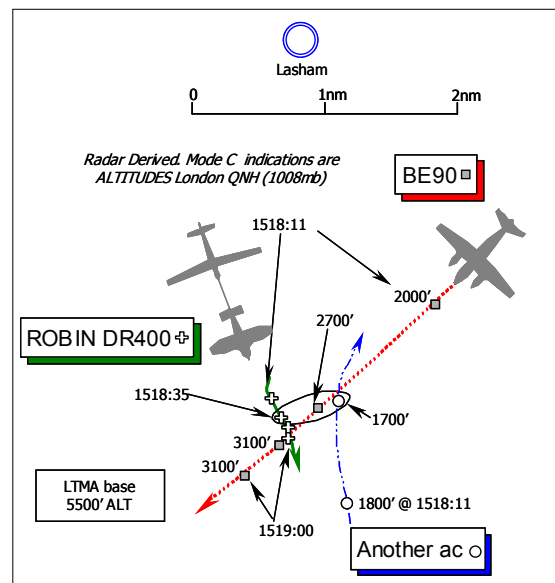 Lasham
0
1nm
2nm
Radar Derived. Mode C indications are
ALTITUDES London QNH (1008mb)
BE90
1518:11
2000'
ROBIN DR400
2700'
1518:35
1700'
3100'
3100'
LTMA base
5500' ALT
1800' @ 1518:11
1519:00
Another ac